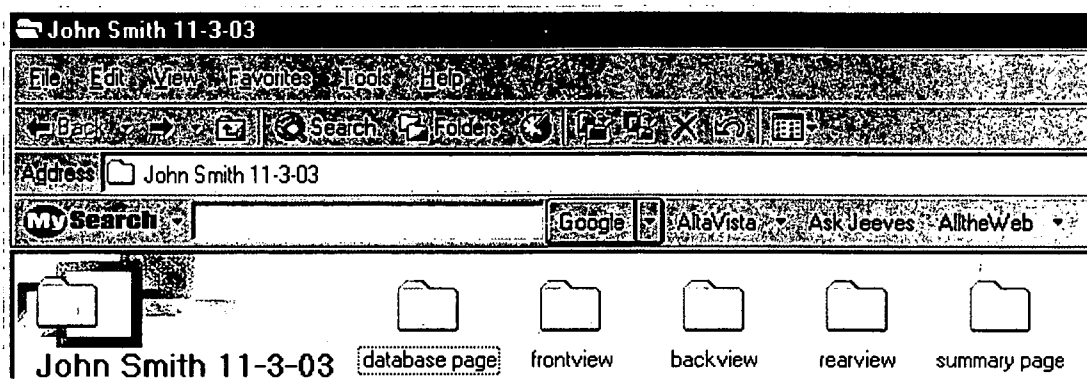 John Smith 11-3-03
File Edit View Favorites Tools Help
Back Search Folders
Address John Smith 11-3-03
My Search Google AltaVista Ask Jeeves AlltheWeb
John Smith 11-3-03 database page frontview backview rearview summary page